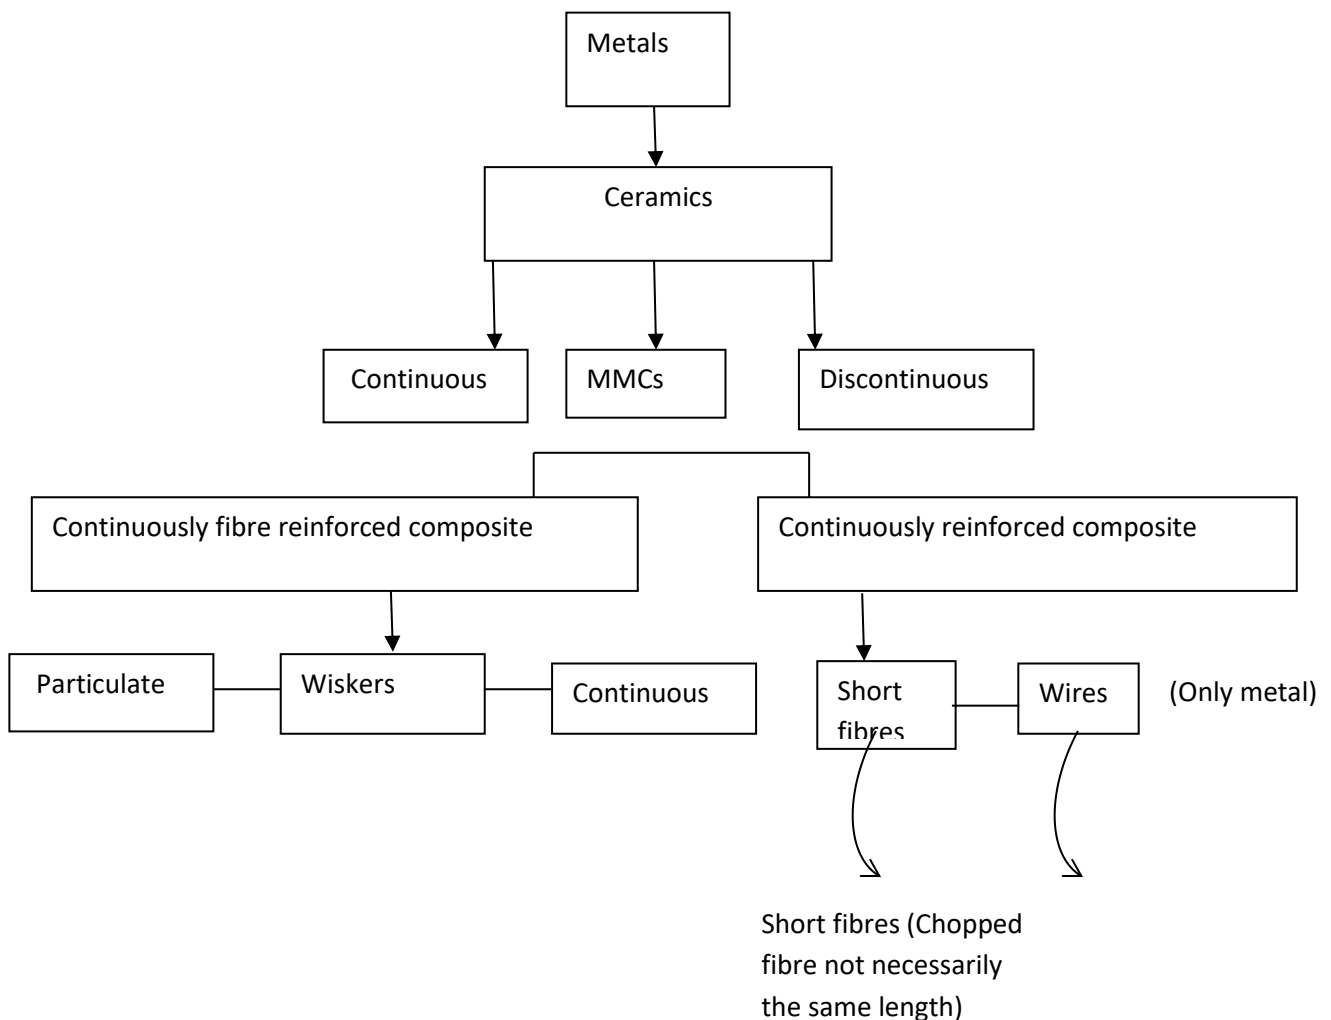 Metals
Ceramics
Continuous
MMCs
Discontinuous
Continuously fibre reinforced composite
Continuously reinforced composite
Particulate
Wiskers
Continuous
Short
fibres
Wires
(Only metal)
Short fibres (Chopped
fibre not necessarily
the same length)